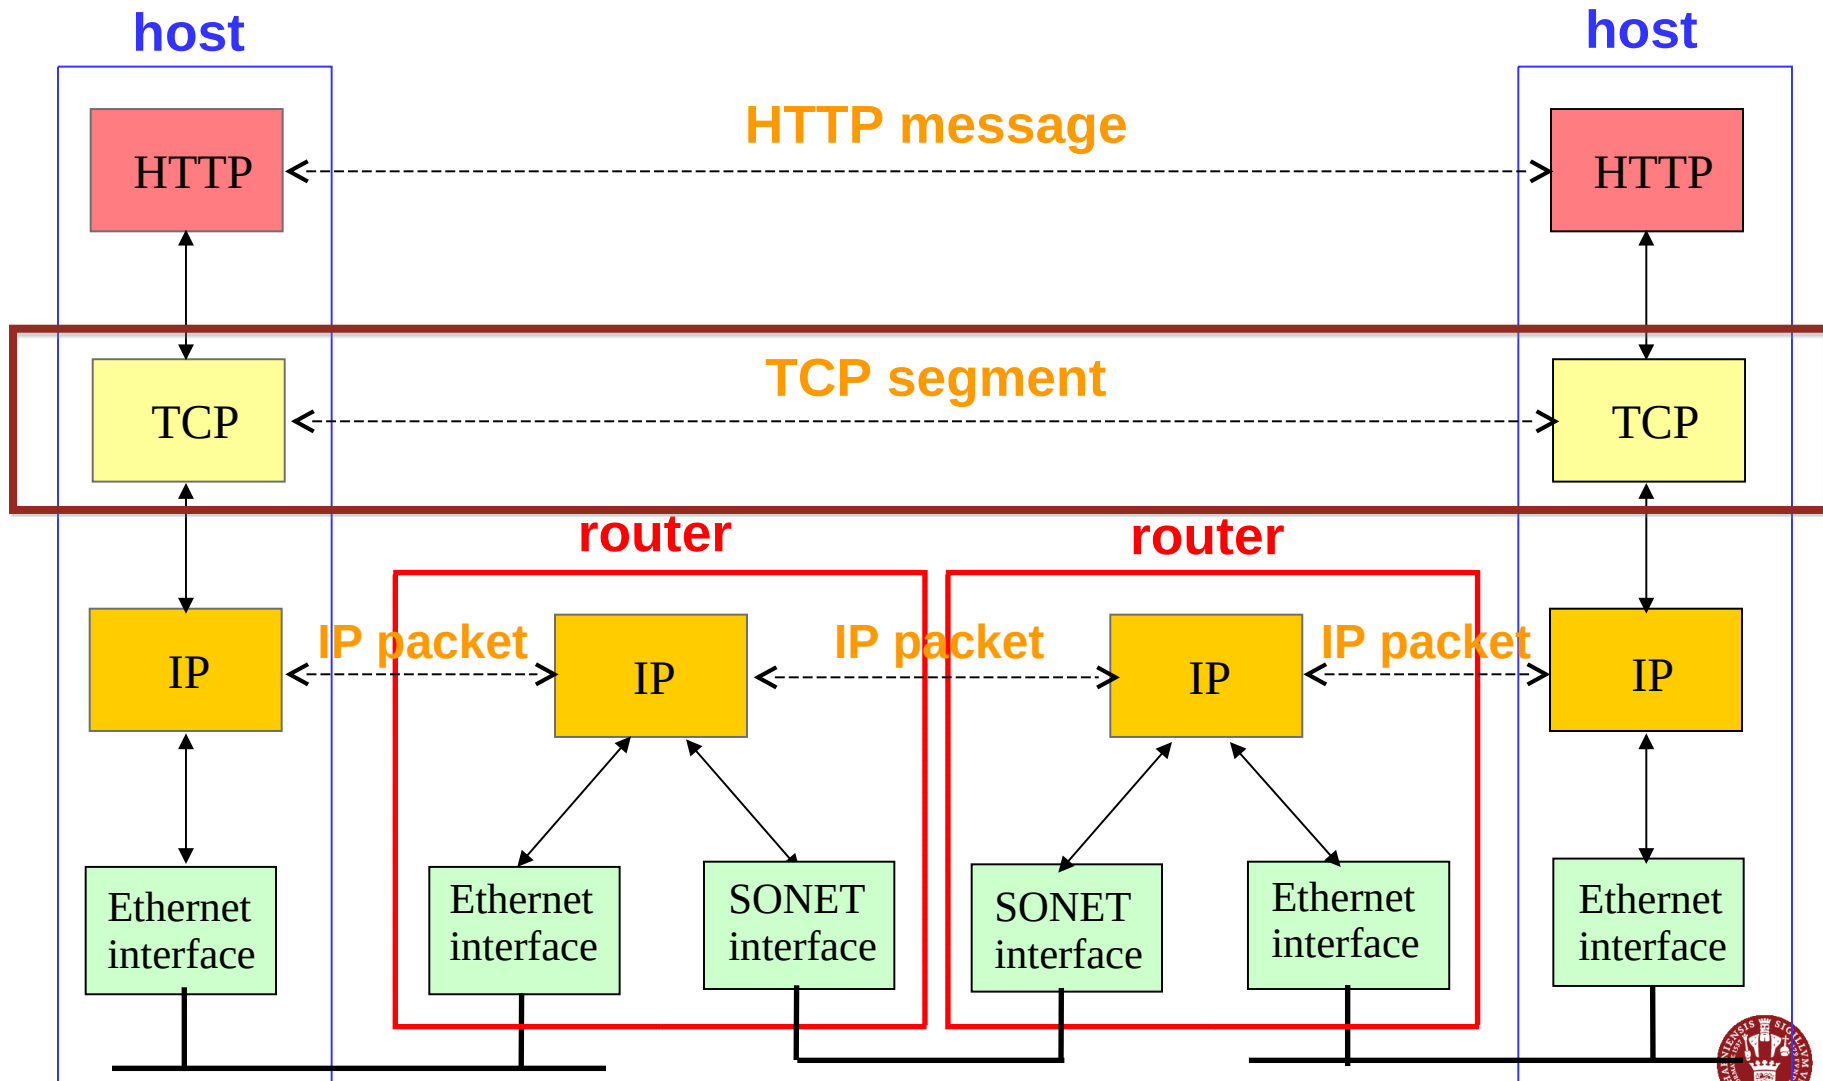 host
host
HTTP message
HTTP
HTTP
TCP segment
TCP
TCP
router
router
IP packet
IP packet
IP packet
IP
IP
IP
IP
Ethernet
interface
Ethernet
interface
SONET
interface
SONET
interface
Ethernet
interface
Ethernet
interface